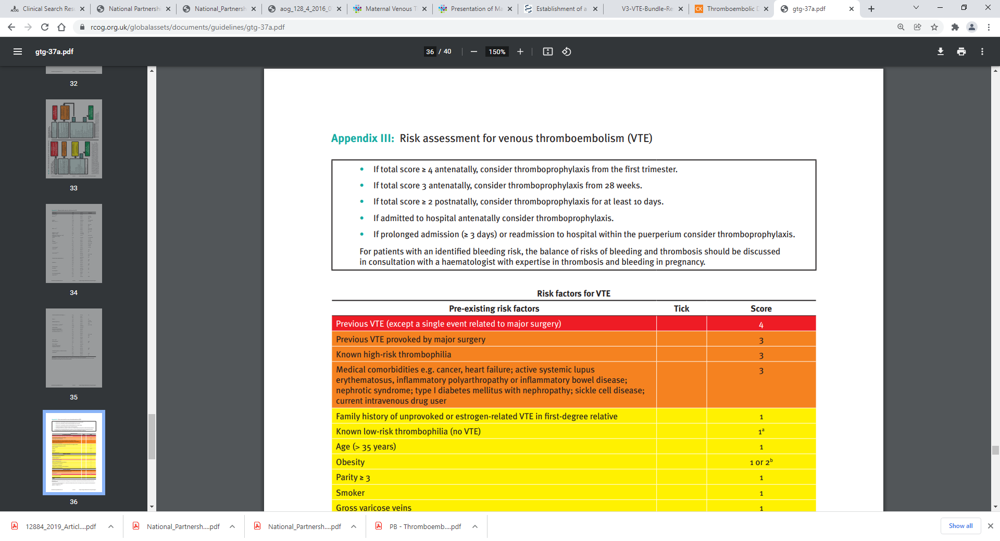 Clinical Search Res
National Partnershi
National_Partnersh
aog_128_4_2016_0
Maternal Venous T
Presentation of Ma
Establishment of a
V3-VTE-Bundle-Re
Thromboembolic D
gtg-37a.pdf
rcog.org.uk/globalassets/documents/guidelines/gtg-37a.pdf
gtg-37a.pdf
36 / 40
150%
32
33
34
35
36
Appendix III: Risk assessment for venous thromboembolism (VTE)
• If total score ≥ 4 antenatally, consider thromboprophylaxis from the first trimester.
• If total score 3 antenatally, consider thromboprophylaxis from 28 weeks.
• If total score ≥ 2 postnatally, consider thromboprophylaxis for at least 10 days.
• If admitted to hospital antenatally consider thromboprophylaxis.
• If prolonged admission (≥ 3 days) or readmission to hospital within the puerperium consider thromboprophylaxis.
For patients with an identified bleeding risk, the balance of risks of bleeding and thrombosis should be discussed
in consultation with a haematologist with expertise in thrombosis and bleeding in pregnancy.
Risk factors for VTE
Pre-existing risk factors Tick Score
Previous VTE (except a single event related to major surgery) 4
Previous VTE provoked by major surgery 3
Known high-risk thrombophilia 3
Medical comorbidities e.g. cancer, heart failure; active systemic lupus 3
erythematosus, inflammatory polyarthropathy or inflammatory bowel disease;
nephrotic syndrome; type I diabetes mellitus with nephropathy; sickle cell disease;
current intravenous drug user
Family history of unprovoked or estrogen-related VTE in first-degree relative 1
Known low-risk thrombophilia (no VTE) 1a
Age (> 35 years) 1
Obesity 1 or 2b
Parity ≥ 3 1
Smoker 1
Gross varicose veins 1
12884_2019_Articl....pdf
National_Partnersh....pdf
National_Partnersh....pdf
PB - Thromboemb....pdf
Show all